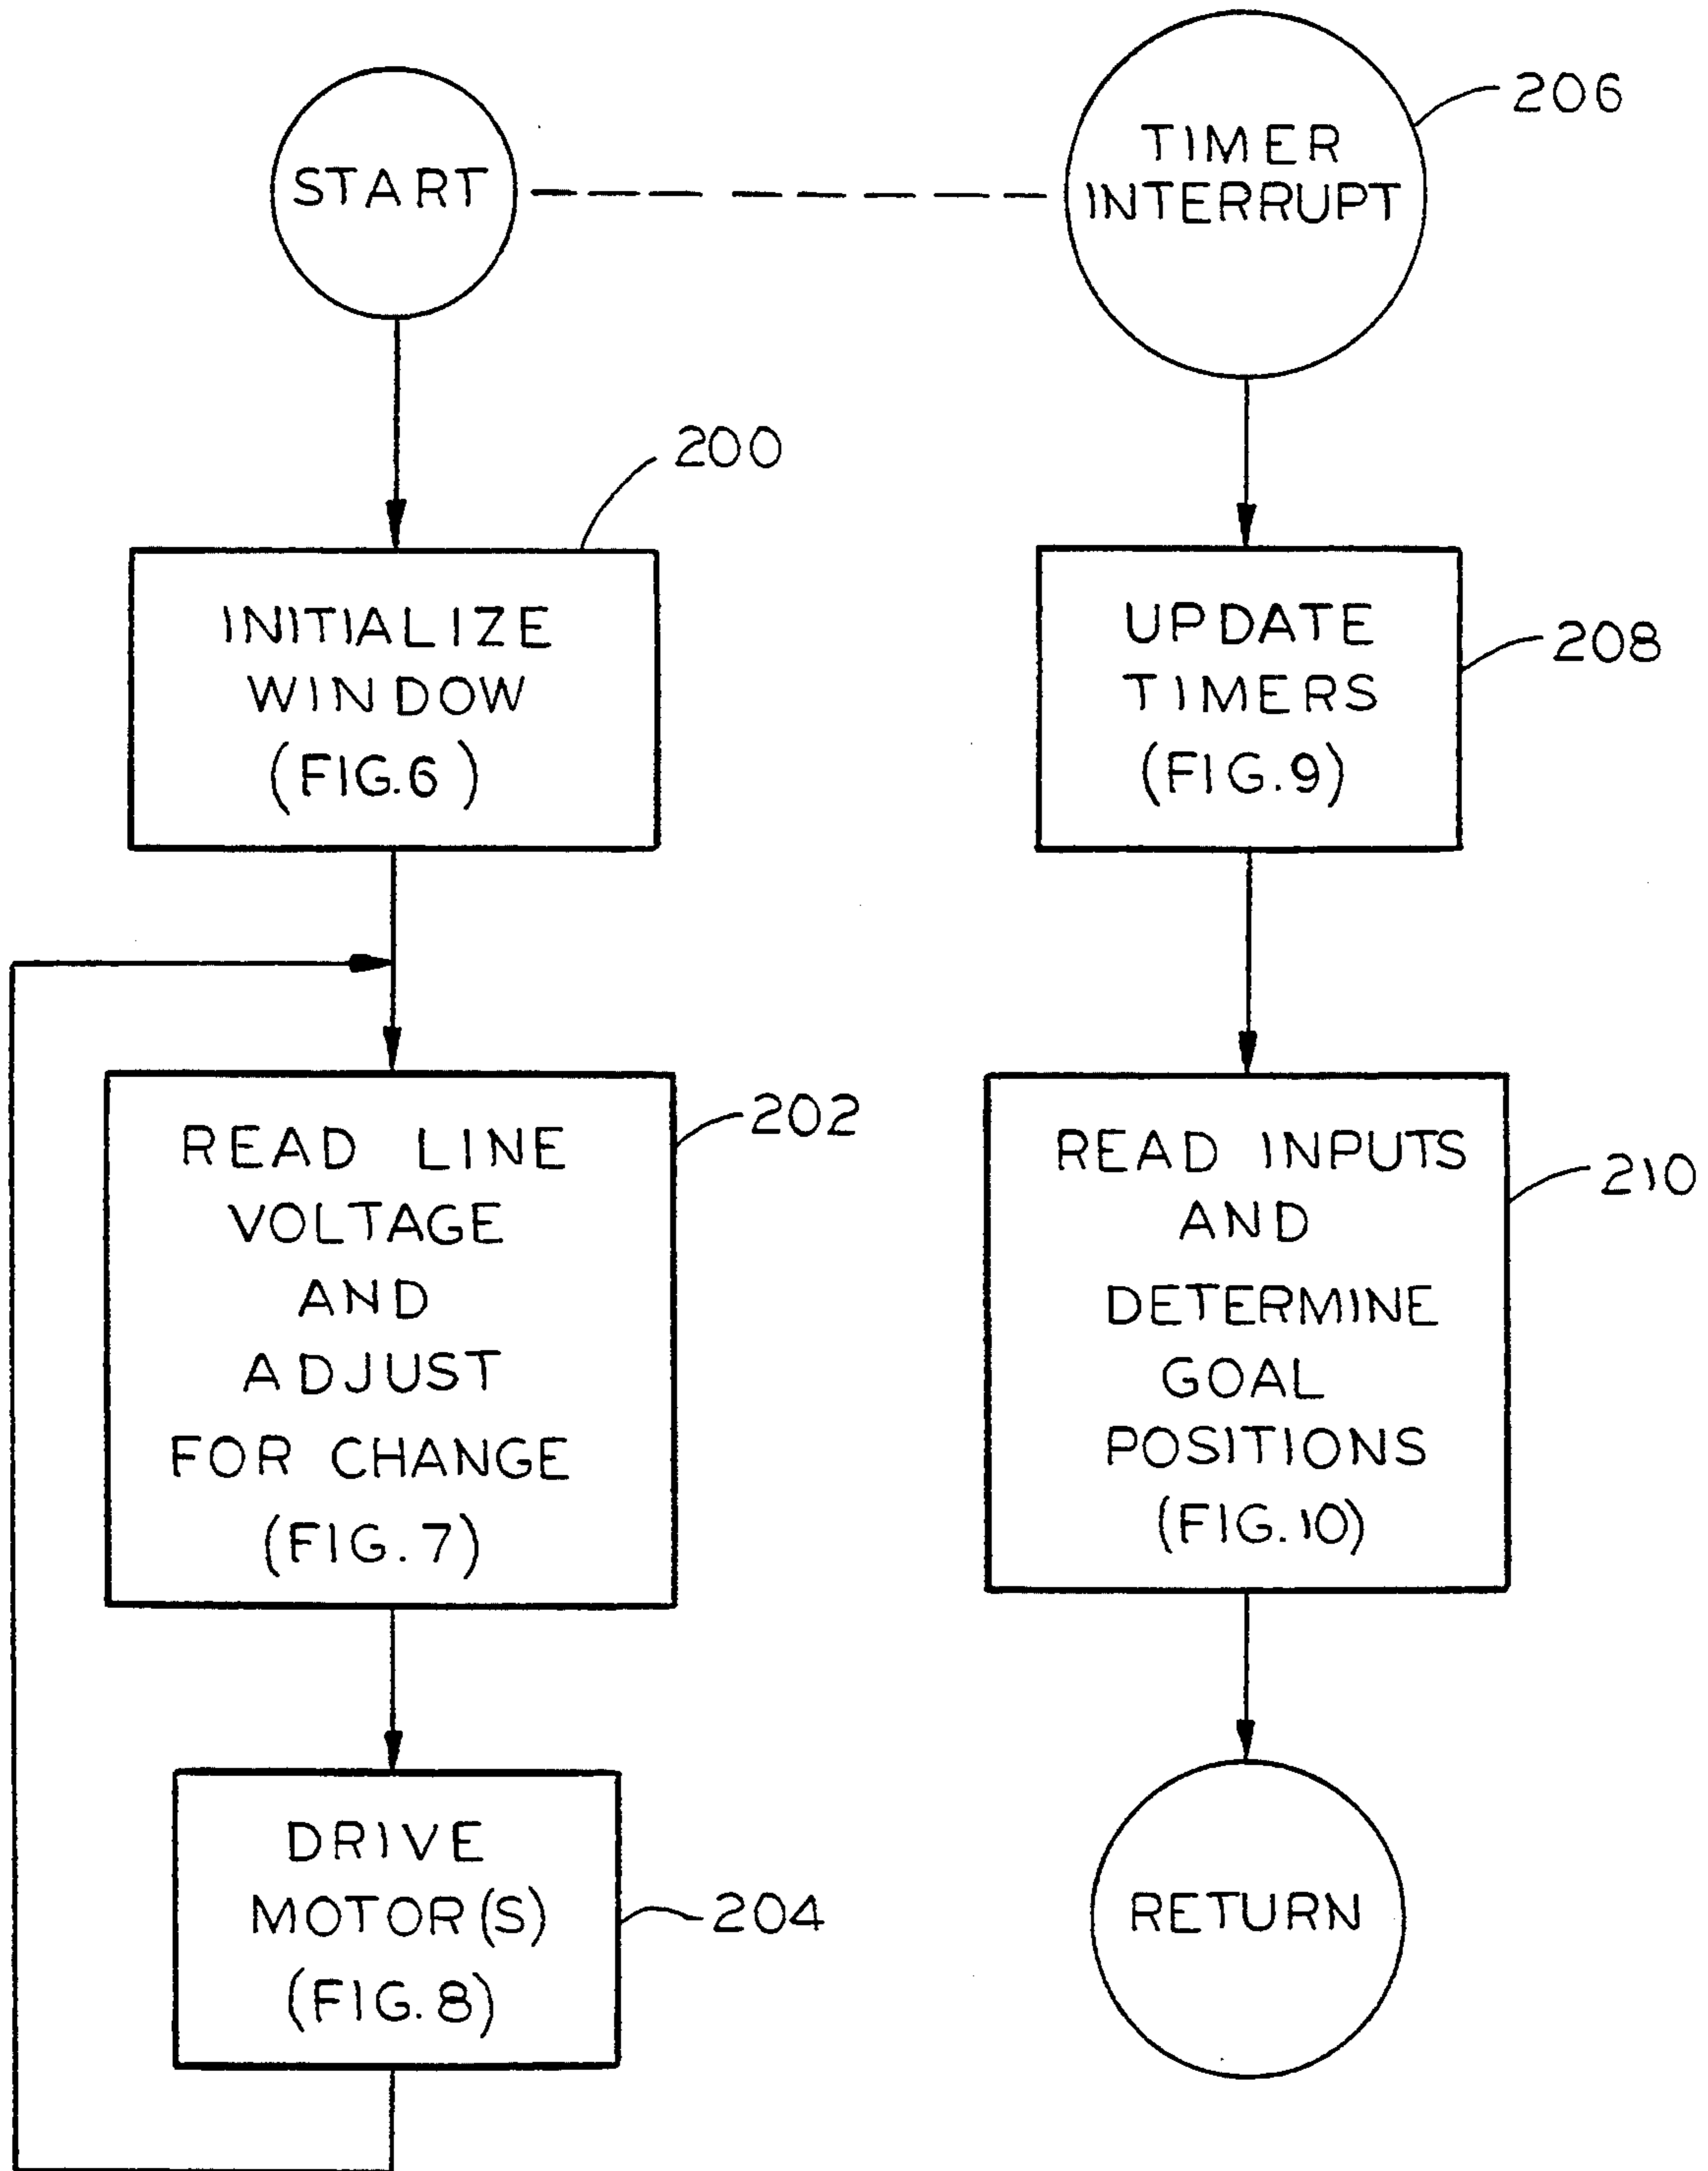 START
TIMER
INTERRUPT
206
200
INITIALIZE
WINDOW
(FIG.6)
UPDATE
TIMERS
(FIG.9)
208
READ LINE
VOLTAGE
AND
ADJUST
FOR CHANGE
(FIG.7)
202
READ INPUTS
AND
DETERMINE
GOAL
POSITIONS
(FIG.10)
210
DRIVE
MOTOR(S)
(FIG.8)
204
RETURN